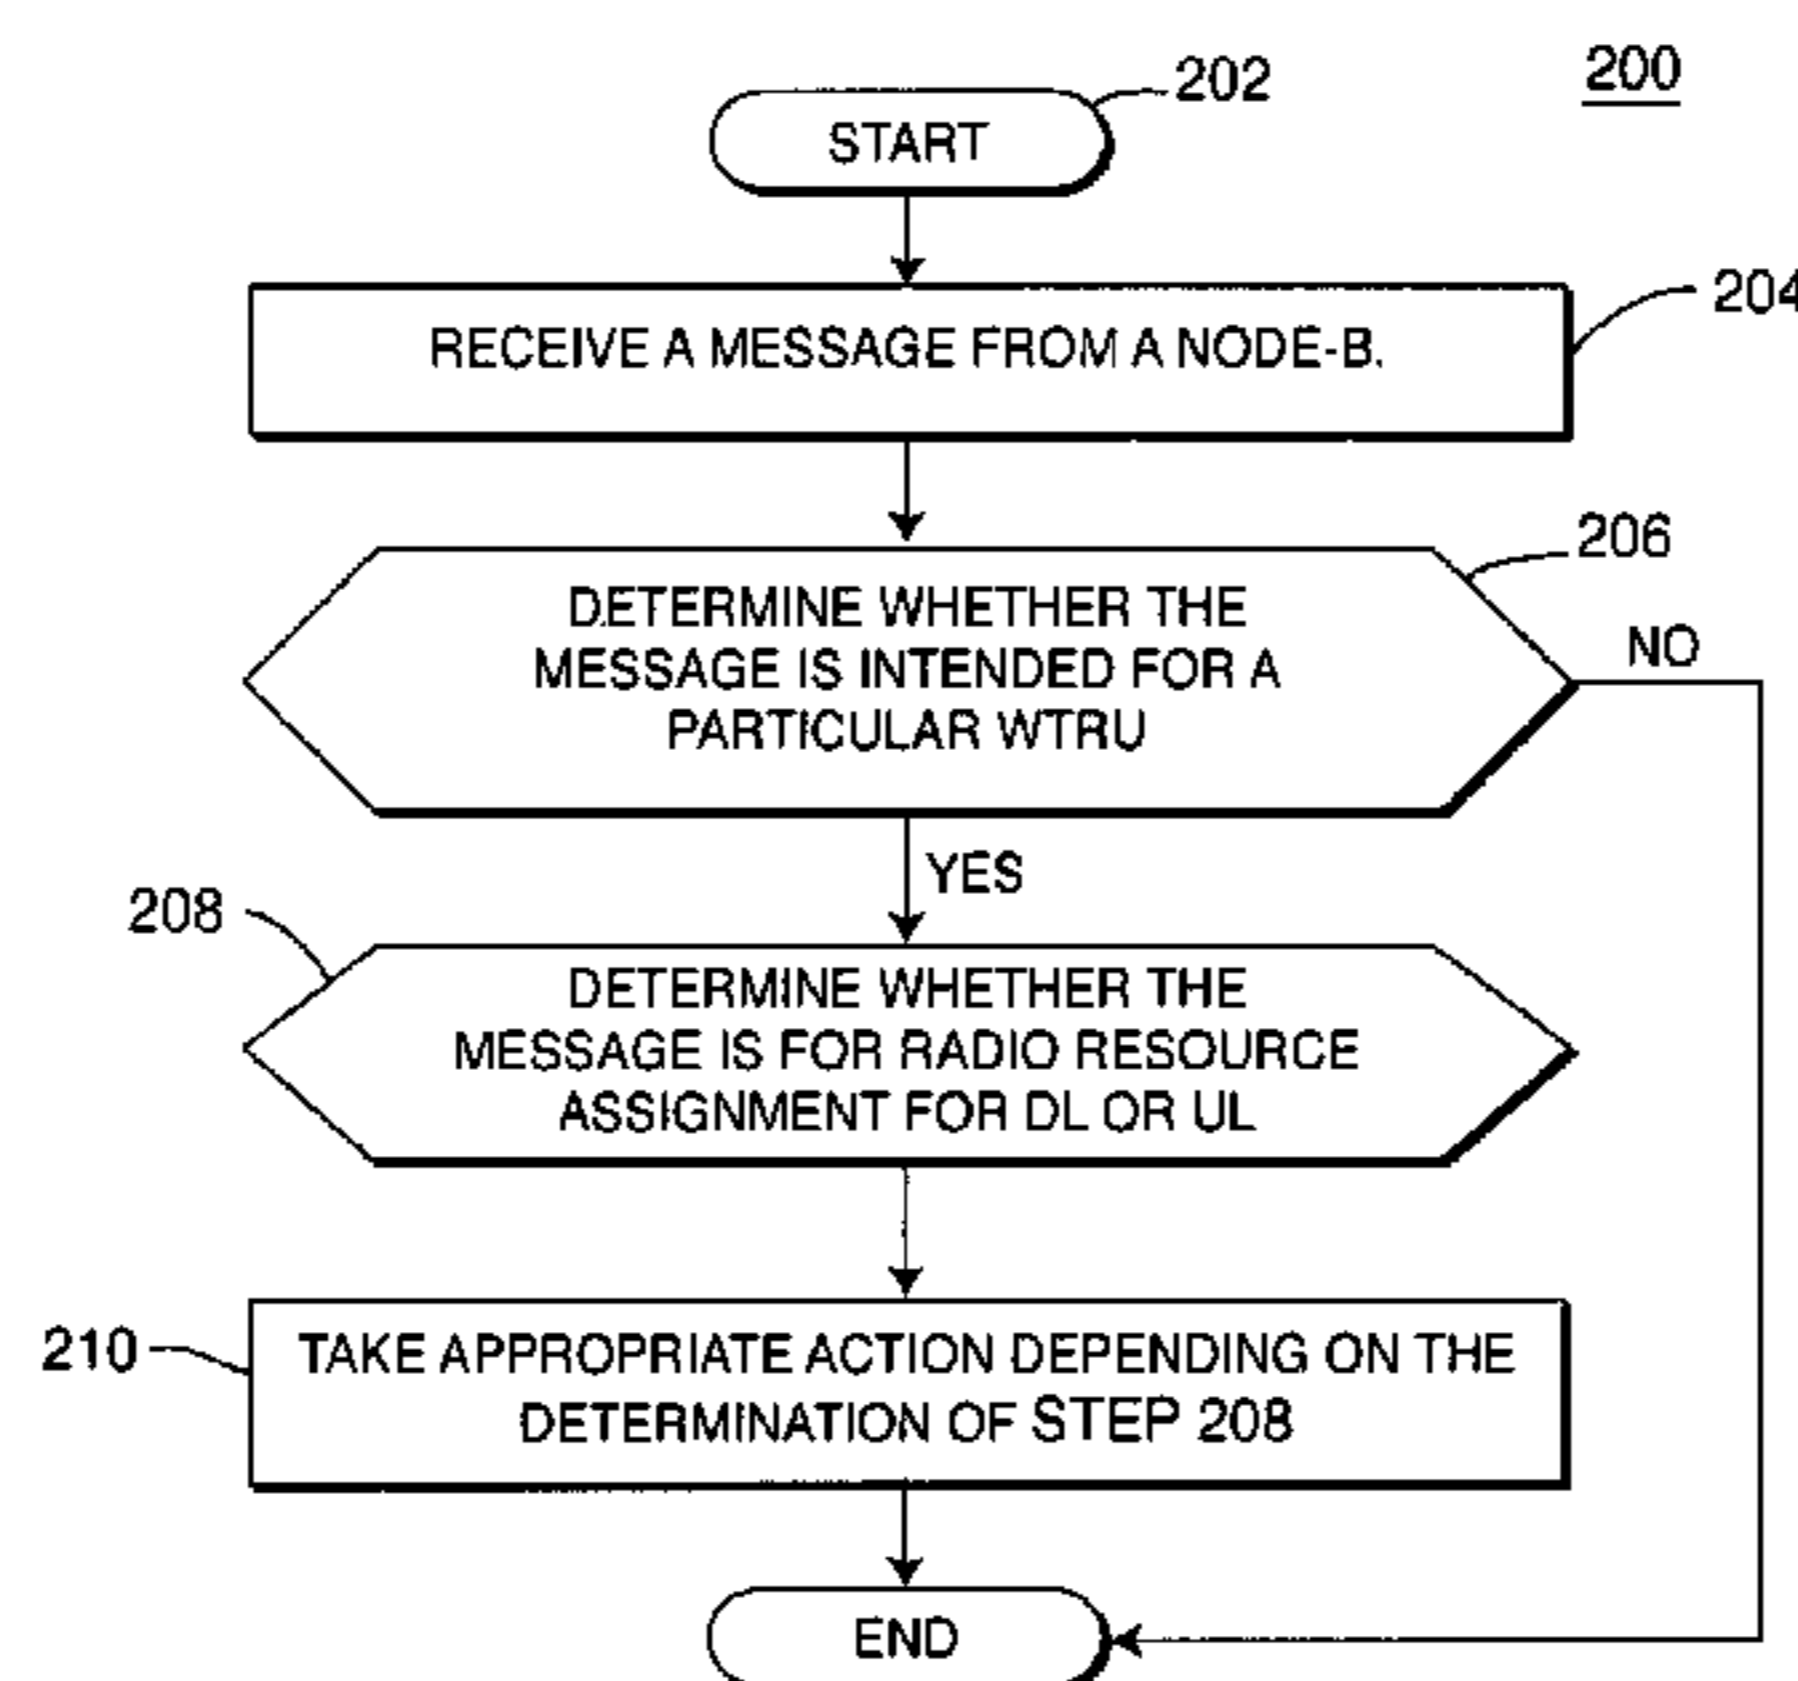 200
202
START
204
RECEIVE A MESSAGE FROM A NODE-B.
206
DETERMINE WHETHER THE
MESSAGE IS INTENDED FOR A
PARTICULAR WTRU
NO
YES
208
DETERMINE WHETHER THE
MESSAGE IS FOR RADIO RESOURCE
ASSIGNMENT FOR DL OR UL
210
TAKE APPROPRIATE ACTION DEPENDING ON THE
DETERMINATION OF STEP 208
END